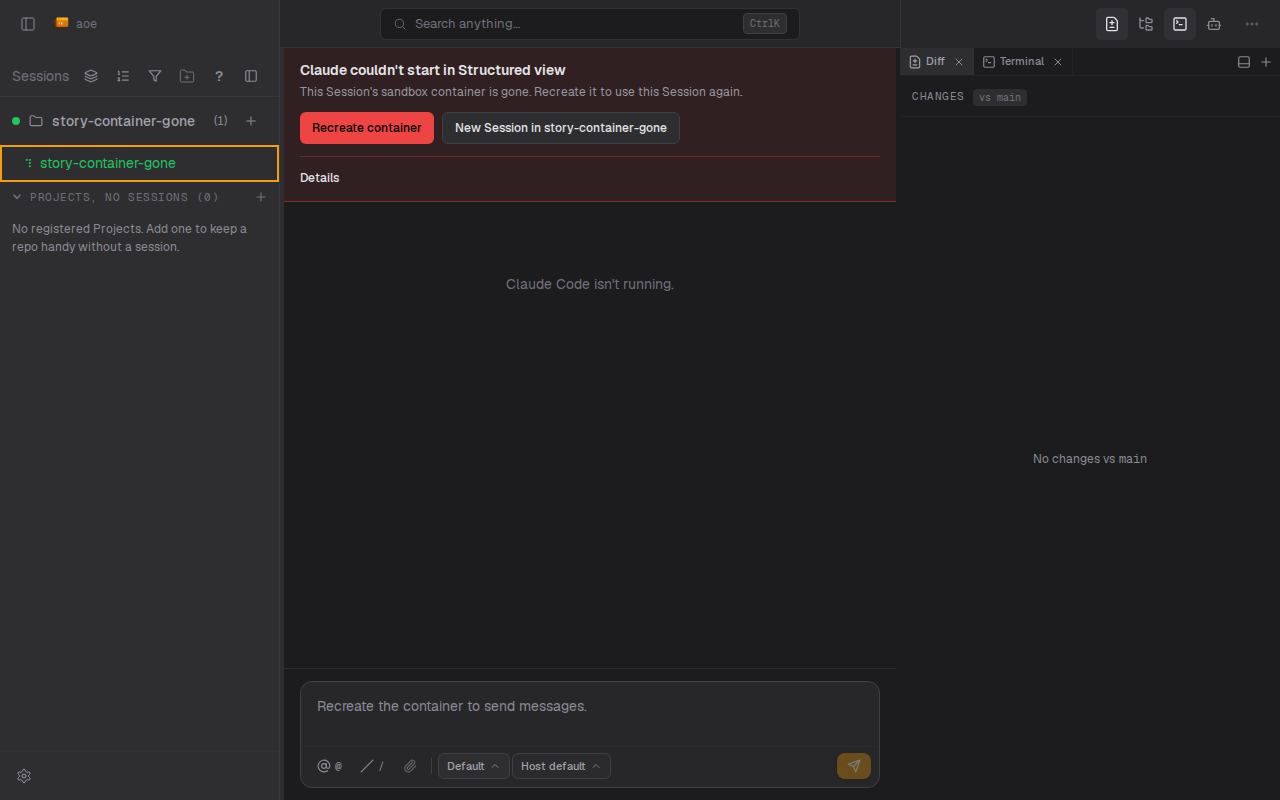 aoe
Search anything...
CtrlK
Sessions
?
story-container-gone (1)
story-container-gone
PROJECTS, NO SESSIONS (0)
No registered Projects. Add one to keep a
repo handy without a session.
Claude couldn't start in Structured view
This Session's sandbox container is gone. Recreate it to use this Session again.
Recreate container
New Session in story-container-gone
Details
Claude Code isn't running.
Recreate the container to send messages.
@ /
Default
Host default
Diff
Terminal
CHANGES vs main
No changes vs main